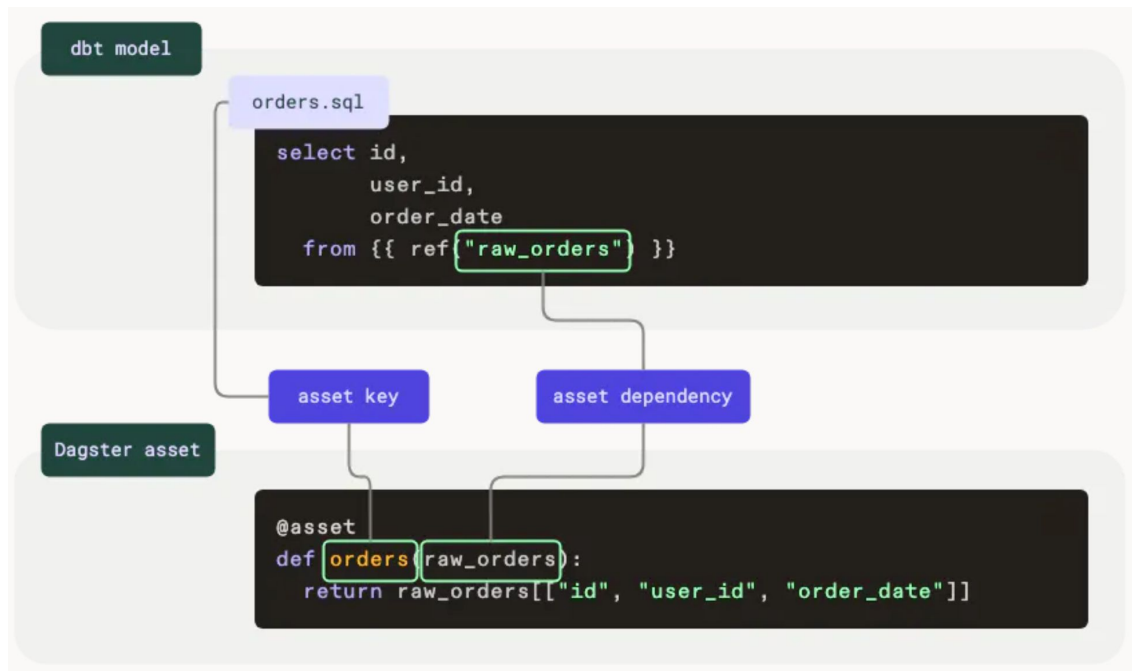 dbt model
orders.sql
select id,
user_id,
order_date
from {{ ref("raw_orders") }}
asset key
asset dependency
Dagster asset
@asset
def orders(raw_orders):
return raw_orders[["id", "user_id", "order_date"]]